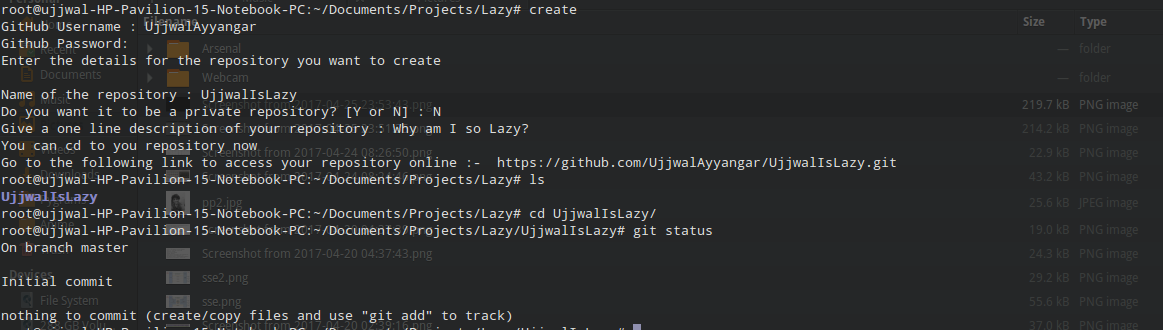 root@ujjwal-HP-Pavilion-15-Notebook-PC:~/Documents/Projects/Lazy# create
GitHub Username : UjjwalAyyangar
Size Type
Github Password:
Recent
Arsenal — folder
Enter the details for the repository you want to create
Documents
Webcam — folder
Name of the repository : UjjwalIsLazy
Music
Screenshot from 2017-04-25 23:53:43.png 219.7 kB PNG image
Do you want it to be a private repository? [Y or N] : N
Give a one line description of your repository : Why am I so Lazy?
214.2 kB PNG image
You can cd to you repository now
Screenshot from 2017-04-24 08:26:50.png 22.9 kB PNG image
Go to the following link to access your repository online :-  https://github.com/UjjwalAyyangar/UjjwalIsLazy.git
root@ujjwal-HP-Pavilion-15-Notebook-PC:~/Documents/Projects/Lazy# ls
43.2 kB PNG image
UjjwalIsLazy
pp2.jpg 25.6 kB JPEG image
root@ujjwal-HP-Pavilion-15-Notebook-PC:~/Documents/Projects/Lazy# cd UjjwalIsLazy/
root@ujjwal-HP-Pavilion-15-Notebook-PC:~/Documents/Projects/Lazy/UjjwalIsLazy# git status
19.0 kB PNG image
On branch master
Screenshot from 2017-04-20 04:37:43.png 24.3 kB PNG image
Devices
Initial commit
sse2.png 29.2 kB PNG image
File System
sse.png 55.6 kB PNG image
nothing to commit (create/copy files and use "git add" to track)
37.0 kB PNG image